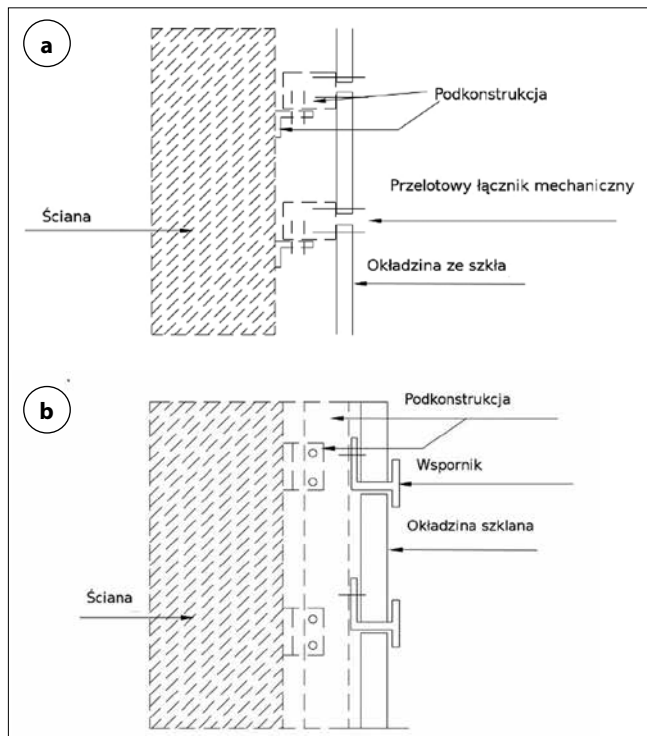 a
Podkonstrukcja
Przelotowy łącznik mechaniczny
Ściana
Okładzina ze szkła
b
Podkonstrukcja
Wspornik
Okładzina szklana
Ściana